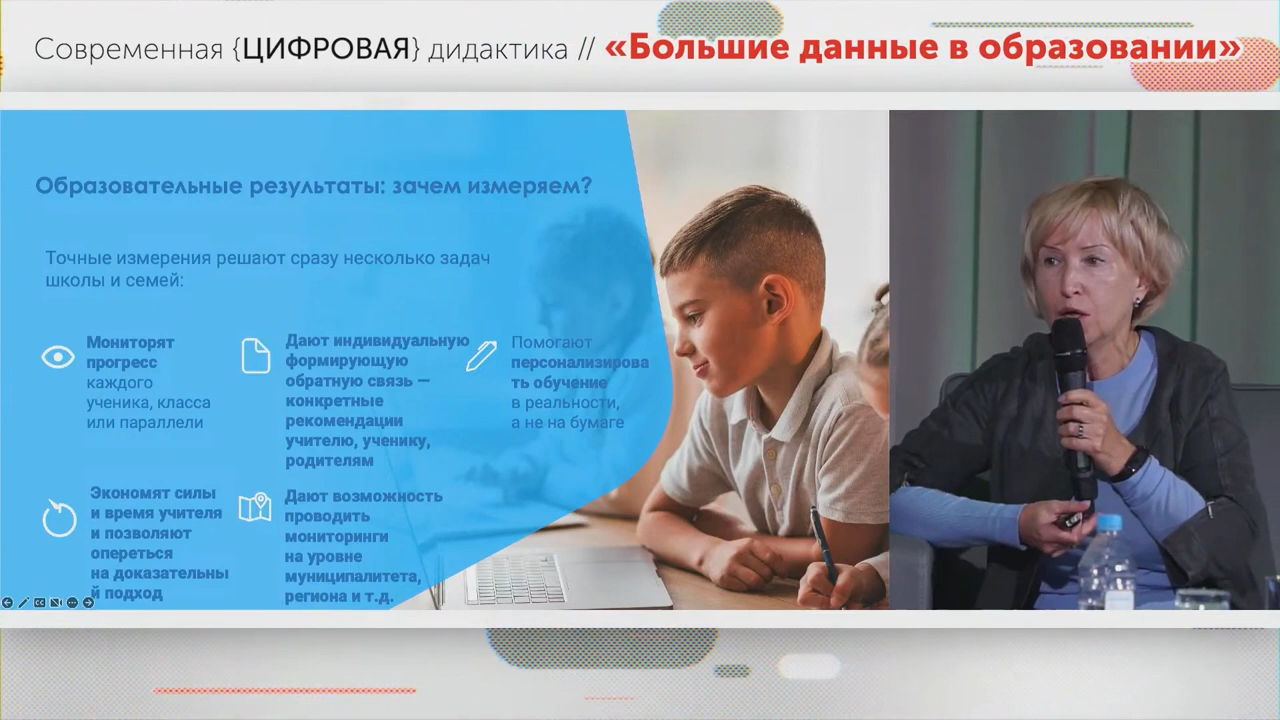 Современная {ЦИФРОВАЯ} дидактика // «Большие данные в образовании»
Образовательные результаты: зачем измеряем?
Точные измерения решают сразу несколько задач
школы и семей:
Мониторят
прогресс
каждого
ученика, класса
или параллели
Дают индивидуальную
формирующую
обратную связь —
конкретные
рекомендации
учителю, ученику,
родителям
Помогают
персонализирова
ть обучение
в реальности,
а не на бумаге
Экономят силы
и время учителя
и позволяют
опереться
на доказательны
й подход
Дают возможность
проводить
мониторинги
на уровне
муниципалитета,
региона и т.д.